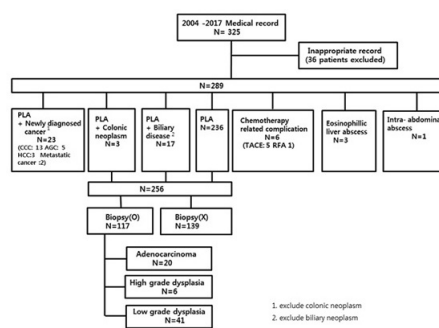 2004 -2017 Medical record
N= 325
Inappropriate record
(36 patients excluded)
N=289
PLA
+ Newly diagnosed
cancer 1
N=23
(CCC: 13 AGC: 5
HCC:3 Metastatic
cancer :2)
PLA
+ Colonic
neoplasm
N=3
PLA
+ Biliary
disease 2
N=17
PLA
N=236
Chemotherapy
related complication
N=6
(TACE: 5 RFA 1)
Eosinophillic
liver abscess
N=3
Intra- abdomina
abscess
N=1
N=256
Biopsy(O)
N=117
Biopsy(X)
N=139
Adenocarcinoma
N=20
High grade dysplasia
N=6
Low grade dysplasia
N=41
1. exclude colonic neoplasm
2. exclude biliary neoplasm